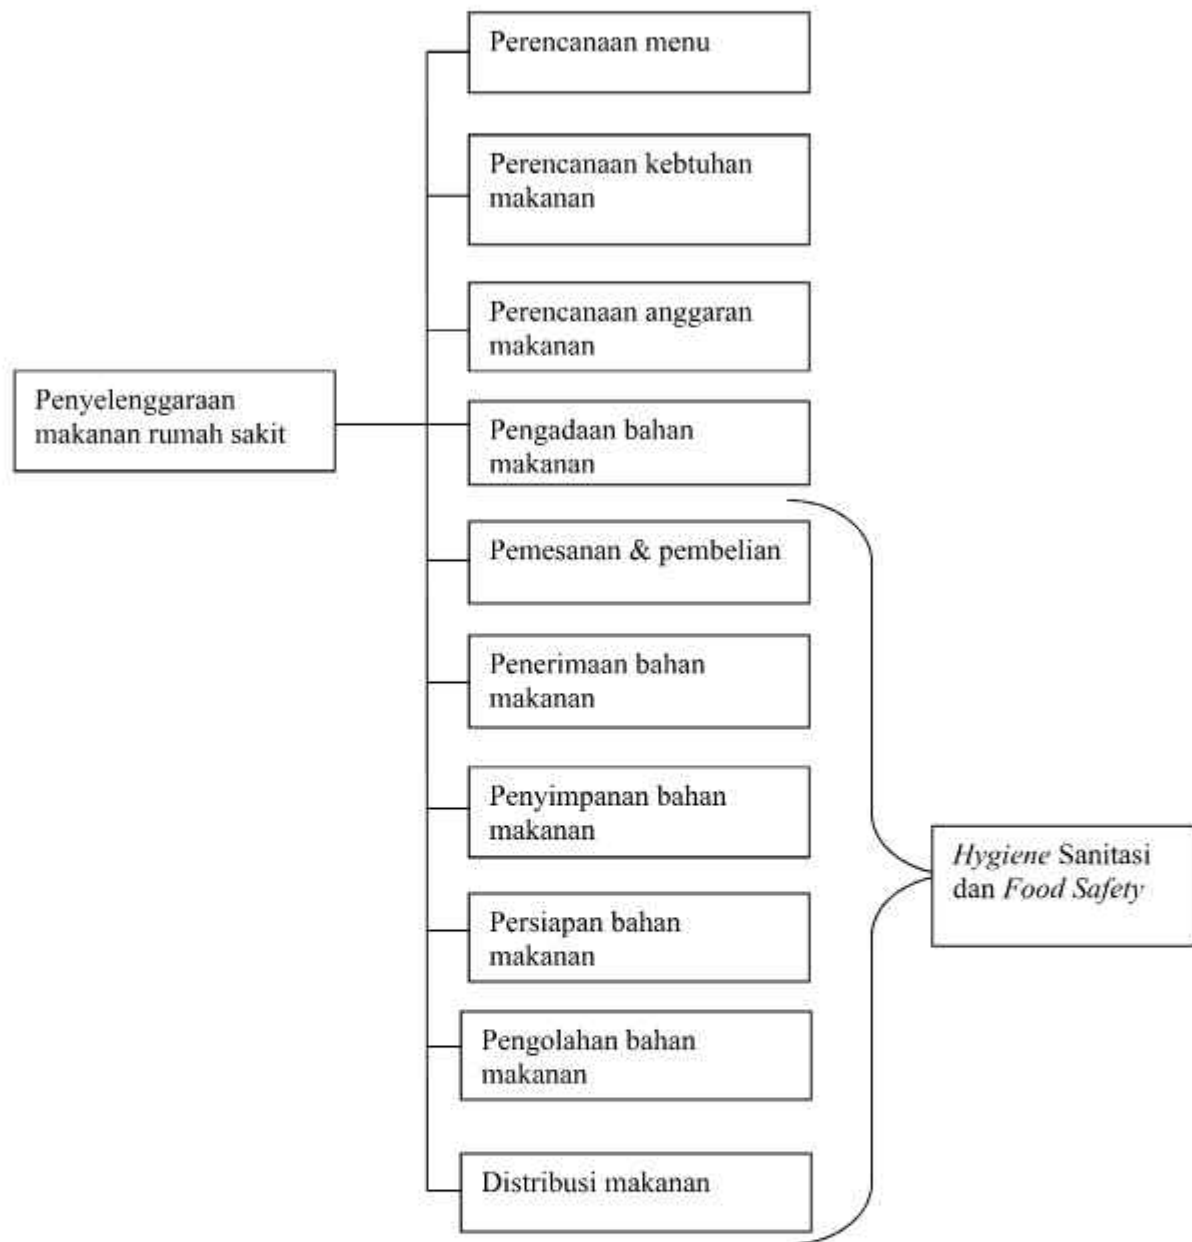 Perencanaan menu
Perencanaan kebtuhan
makanan
Perencanaan anggaran
makanan
Penyelenggaraan
makanan rumah sakit
Pengadaan bahan
makanan
Pemesanan & pembelian
Penerimaan bahan
makanan
Penyimpanan bahan
makanan
Hygiene Sanitasi
dan Food Safety
Persiapan bahan
makanan
Pengolahan bahan
makanan
Distribusi makanan